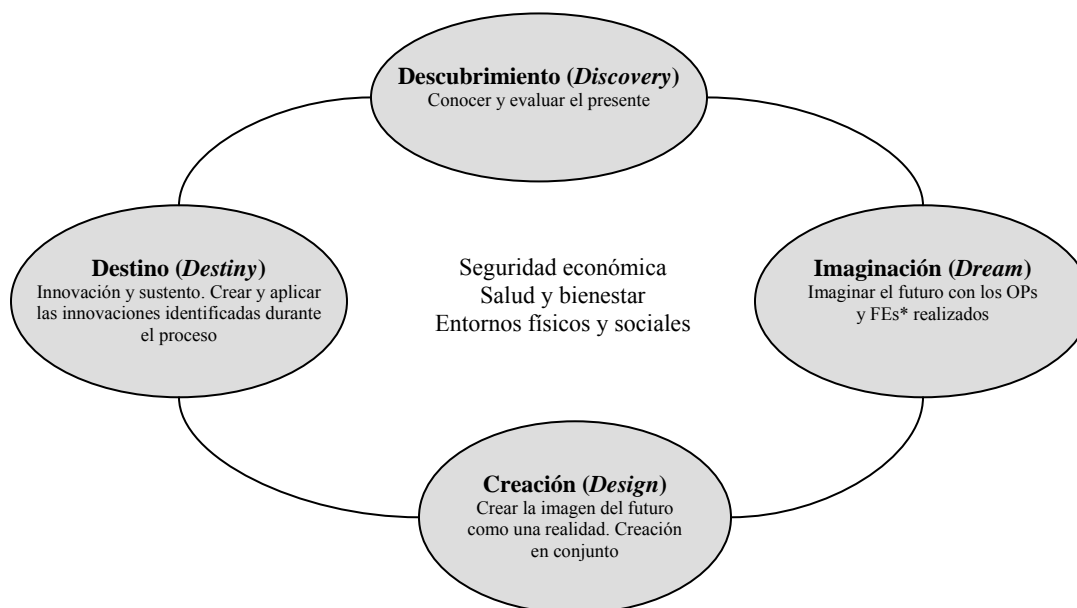 Descubrimiento (Discovery)
Conocer y evaluar el presente
Destino (Destiny)
Innovación y sustento. Crear y aplicar
las innovaciones identificadas durante
el proceso
Seguridad económica
Salud y bienestar
Entornos físicos y sociales
Imaginación (Dream)
Imaginar el futuro con los OPs
y FEs* realizados
Creación (Design)
Crear la imagen del futuro
como una realidad. Creación
en conjunto